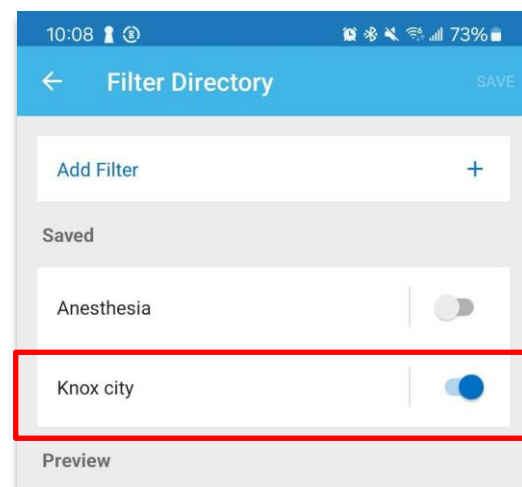 10:08 73%
Filter Directory SAVE
Add Filter +
Saved
Anesthesia
Knox city
Preview